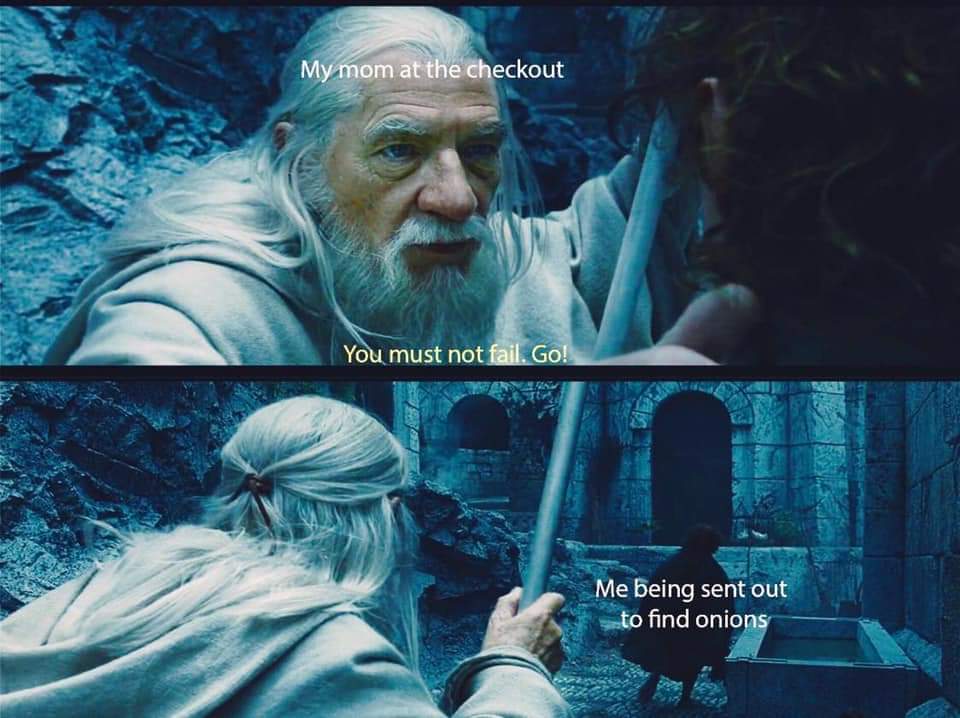 My mom at the checkout
You must not fail. Go!
Me being sent out
to find onions